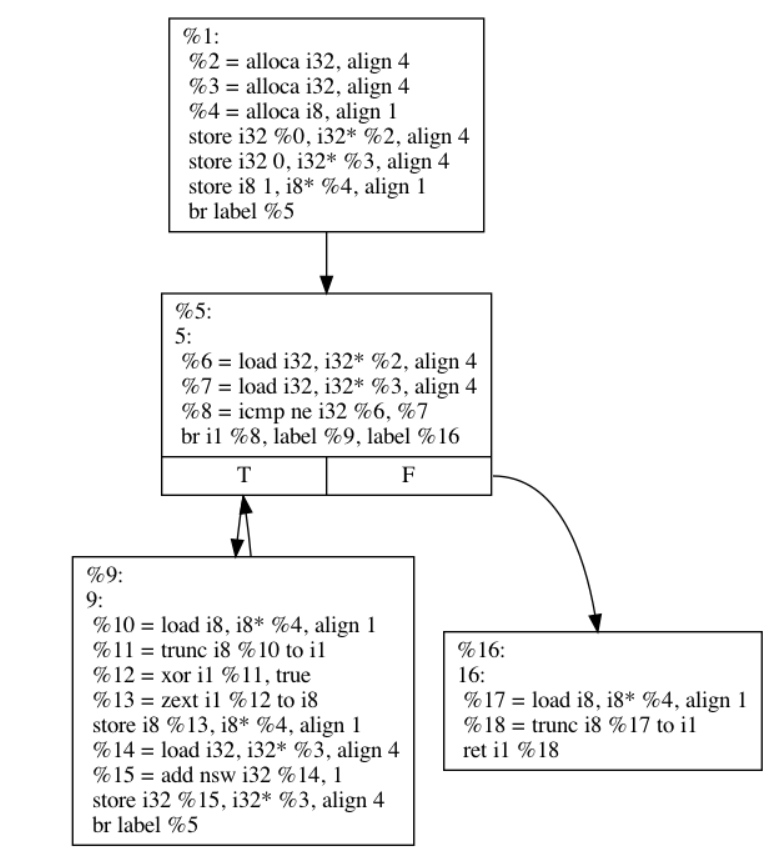 %1:
%2 = alloca i32, align 4
%3 = alloca i32, align 4
%4 = alloca i8, align 1
store i32 %0, i32* %2, align 4
store i32 0, i32* %3, align 4
store i8 1, i8* %4, align 1
br label %5
%5:
5:
%6 = load i32, i32* %2, align 4
%7 = load i32, i32* %3, align 4
%8 = icmp ne i32 %6, %7
br i1 %8, label %9, label %16
T F
%9:
9:
%10 = load i8, i8* %4, align 1
%11 = trunc i8 %10 to i1
%12 = xor i1 %11, true
%13 = zext i1 %12 to i8
store i8 %13, i8* %4, align 1
%14 = load i32, i32* %3, align 4
%15 = add nsw i32 %14, 1
store i32 %15, i32* %3, align 4
br label %5
%16:
16:
%17 = load i8, i8* %4, align 1
%18 = trunc i8 %17 to i1
ret i1 %18